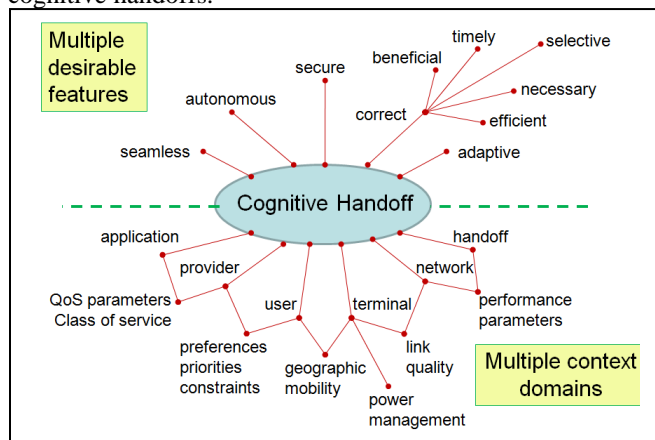 cognitive handoffs.
Multiple
desirable
features
timely
selective
beneficial
secure
necessary
autonomous
correct
efficient
seamless
adaptive
Cognitive Handoff
application
handoff
provider
network
QoS parameters
Class of service
user
terminal
performance
parameters
preferences
priorities
constraints
geographic
mobility
link
quality
power
management
Multiple context
domains